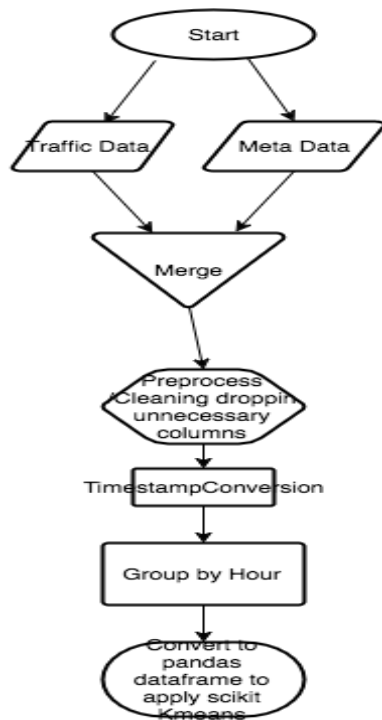 Start
Traffic Data
Meta Data
Merge
Preprocess
Cleaning droppin
unnecessary
columns
TimestampConversion
Group by Hour
Convert to
pandas
dataframe to
apply scikit
Kmeans